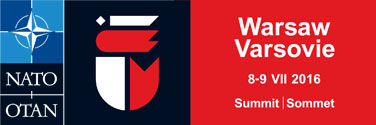 NATO
OTAN
Warsaw
Varsovie
8-9 VII 2016
Summit|Sommet